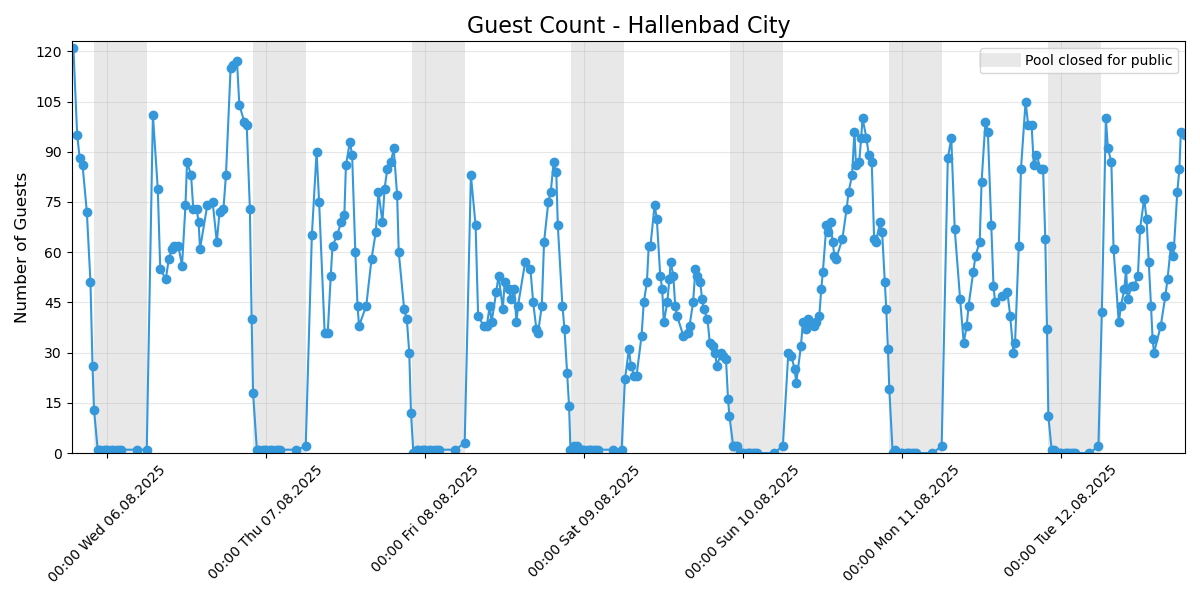 Guest Count - Hallenbad City
Number of Guests
120
105
90
75
60
45
30
15
0
Pool closed for public
00:00 Wed 06.08.2025
00:00 Thu 07.08.2025
00:00 Fri 08.08.2025
00:00 Sat 09.08.2025
00:00 Sun 10.08.2025
00:00 Mon 11.08.2025
00:00 Tue 12.08.2025